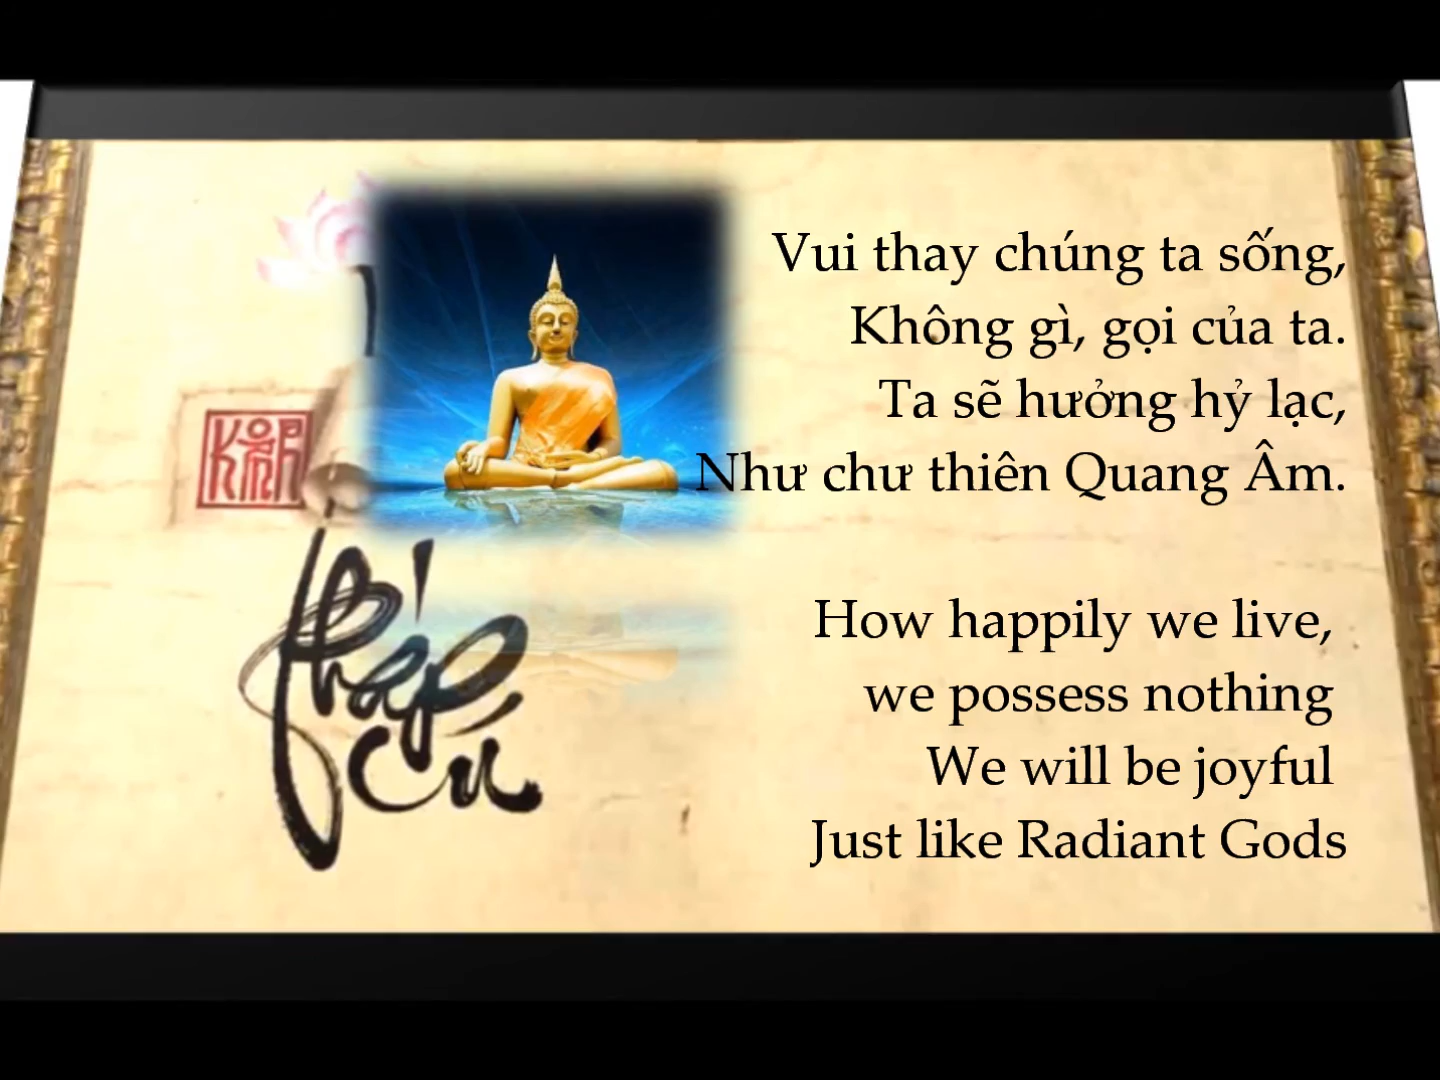 Vui thay chúng ta sống,
Không gì, gọi của ta.
Ta sẽ hưởng hỷ lạc,
Như chư thiên Quang Âm.
How happily we live,
we possess nothing
We will be joyful
Just like Radiant Gods
Kinh
Pháp
Cú